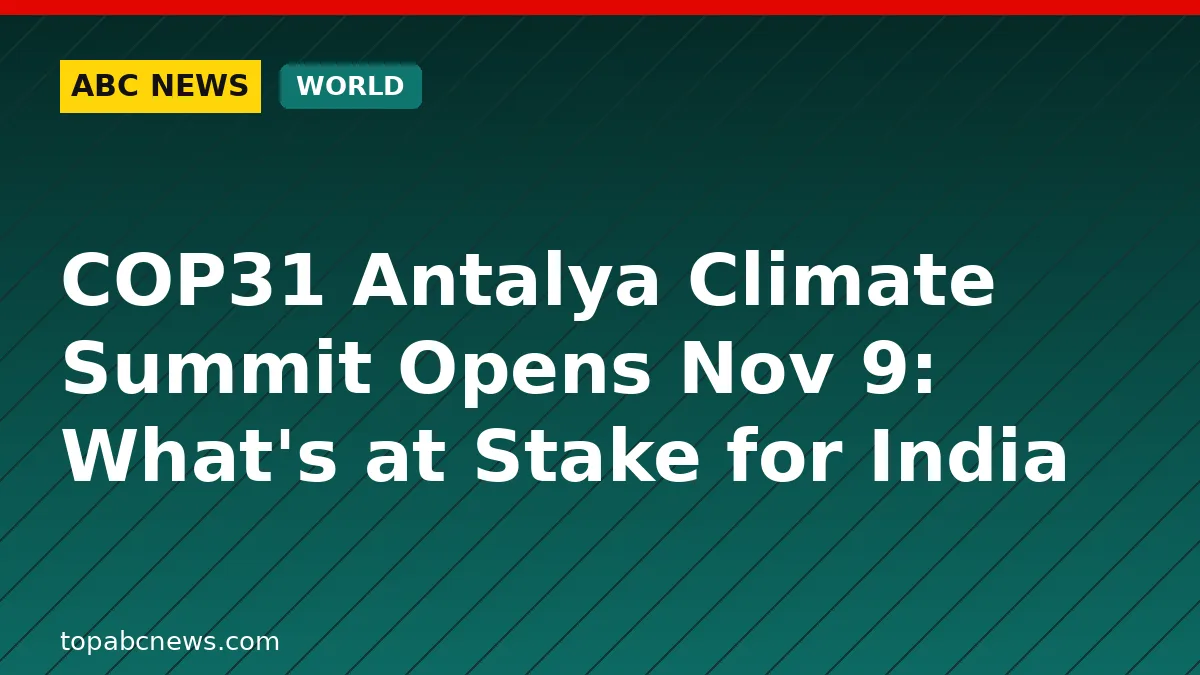 ABC NEWS
WORLD
COP31 Antalya Climate
Summit Opens Nov 9:
What's at Stake for India
topabcnews.com